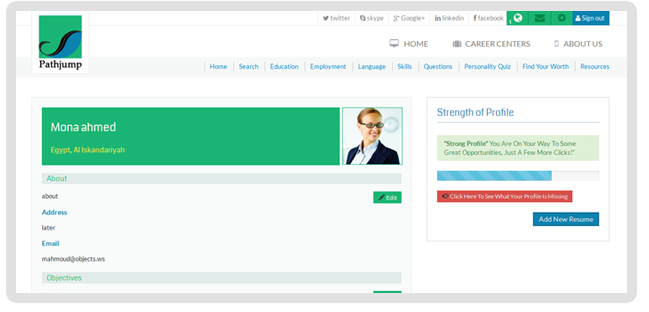 twitter skype Google+ linkedin facebook 1 Sign out
Pathjump
HOME CAREER CENTERS ABOUT US
Home Search Education Employment Language Skills Questions Personality Quiz Find Your Worth Resources
Mona ahmed
Egypt, Al Iskandariyah
About
about
Edit
Address
later
Email
mahmoud@objects.ws
Objectives
Strength of Profile
"Strong Profile" You Are On Your Way To Some
Great Opportunities, Just A Few More Clicks!"
Click Here To See What Your Profile Is Missing
Add New Resume